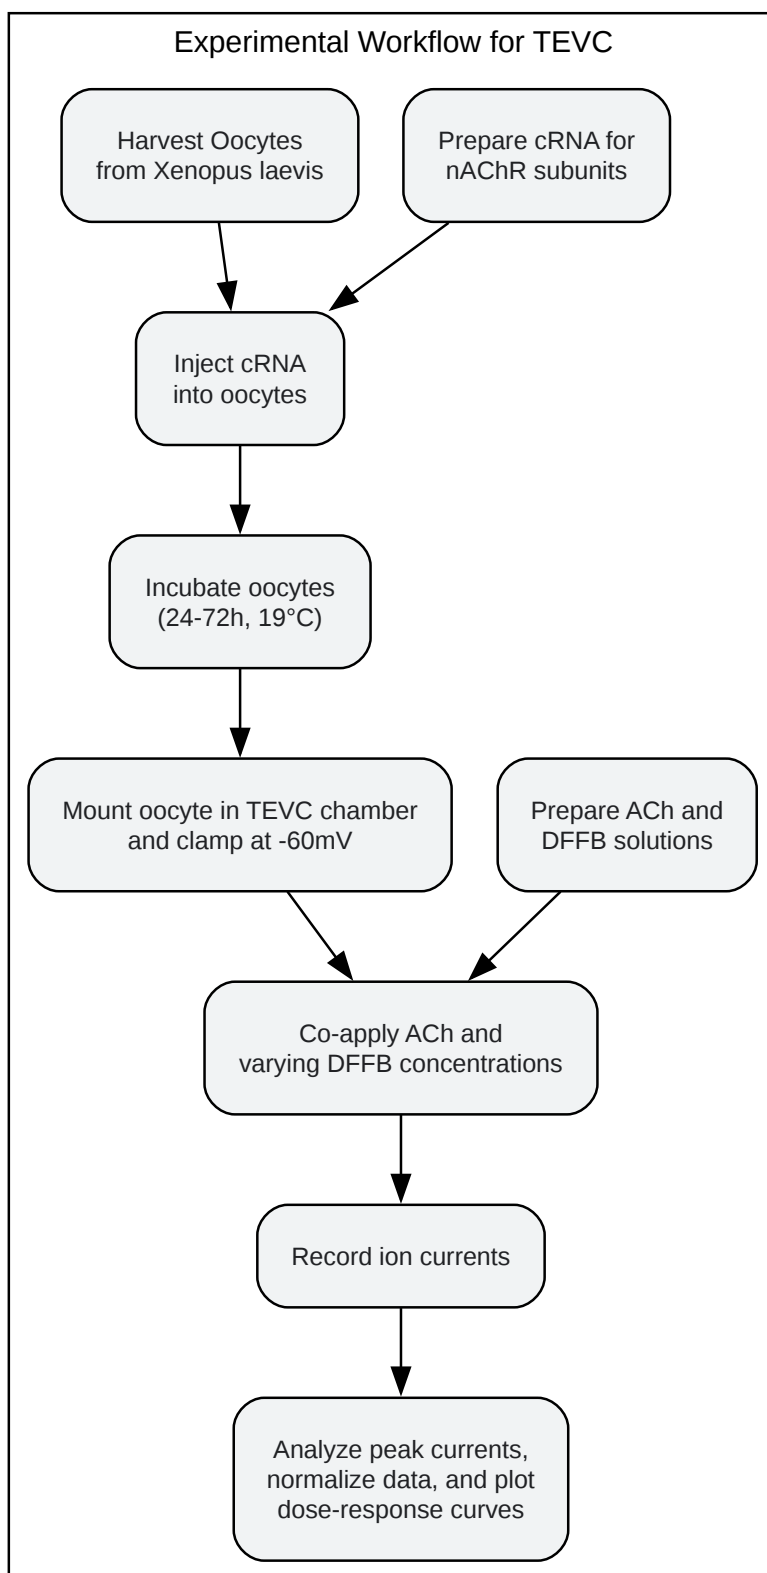 Experimental Workflow for TEVC
Harvest Oocytes
from Xenopus laevis
Prepare cRNA for
nAChR subunits
Inject cRNA
into oocytes
Incubate oocytes
(24-72h, 19°C)
Mount oocyte in TEVC chamber
and clamp at -60mV
Prepare ACh and
DFFB solutions
Co-apply ACh and
varying DFFB concentrations
Record ion currents
Analyze peak currents,
normalize data, and plot
dose-response curves